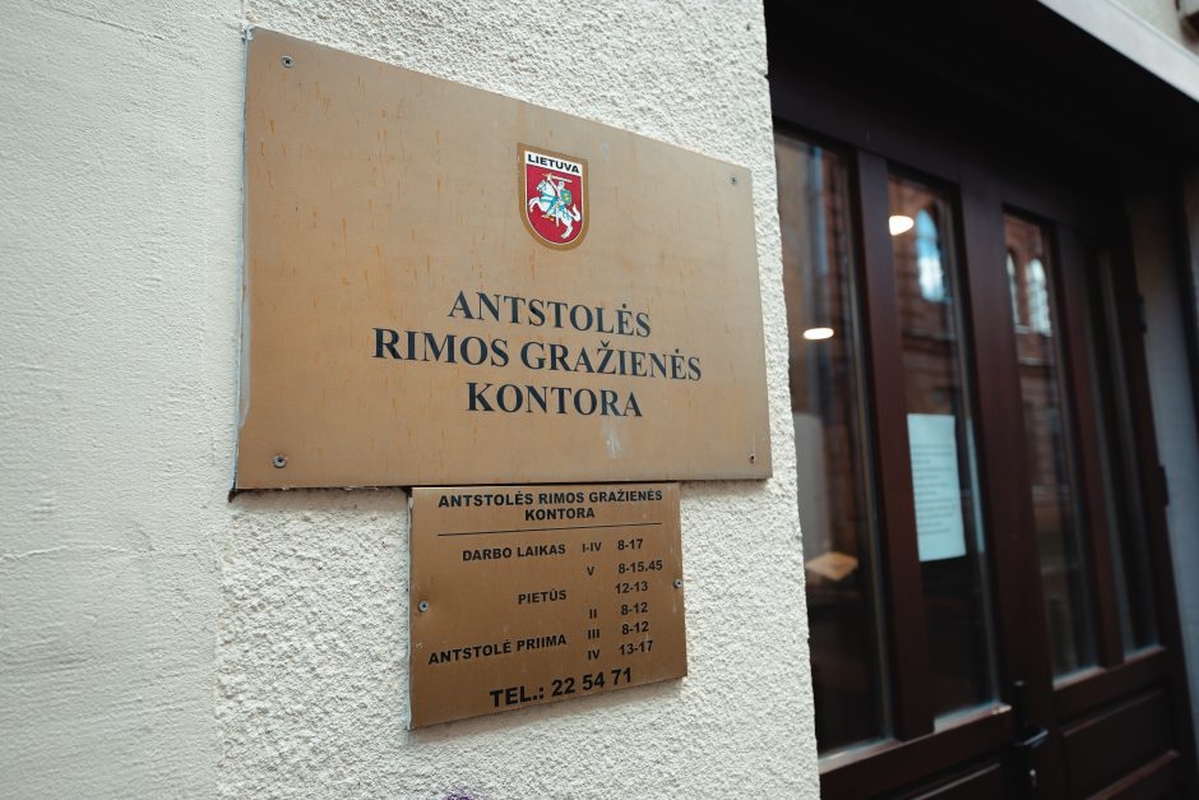 LIETUVA
ANTSTOLĖS
RIMOS GRAŽIENĖS
KONTORA
ANTSTOLĖS RIMOS GRAŽIENĖS
KONTORA
DARBO LAIKAS I-IV 8-17
V 8-15.45
PIETŪS 12-13
II 8-12
ANTSTOLĖ PRIIMA III 8-12
IV 13-17
TEL.: 22 54 71